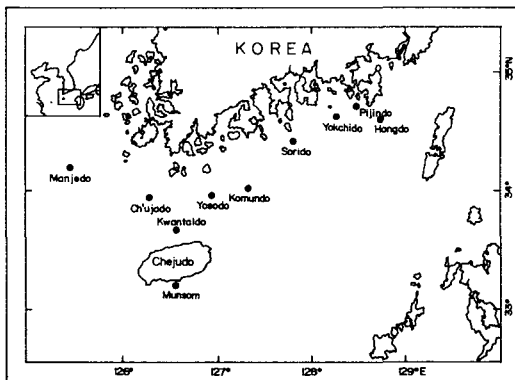 KOREA
35°N
Pijindo
Yokchido
Hongdo
Sorido
34°
Manjedo
Komundo
Yosodo
Ch'ujado
Kwantaldo
Chejudo
Munsom
33°
126°
127°
128°
129°E